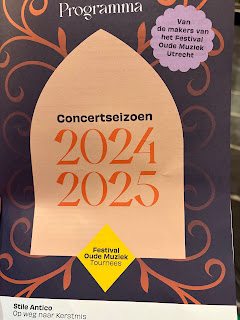 Programma
Van
de makers van
het Festival
Oude Muziek
Utrecht
Concertseizoen
2024
2025
Festival
Oude Muziek
Tournees
Stile Antico
Op weg naar Kerstmis